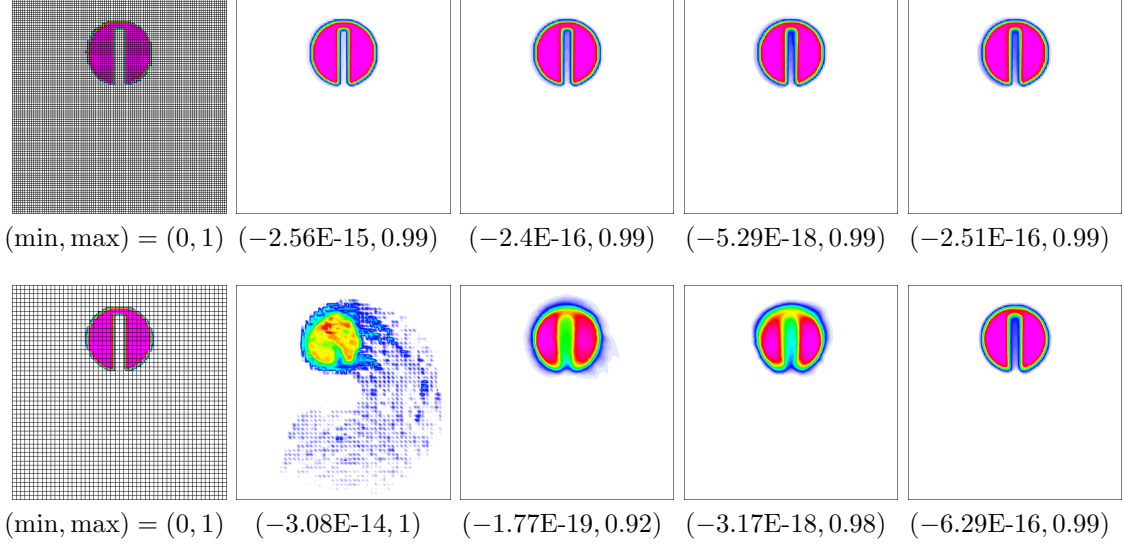 (min, max) = (0, 1) (−2.56E-15, 0.99) (−2.4E-16, 0.99) (−5.29E-18, 0.99) (−2.51E-16, 0.99)
(min, max) = (0, 1) (−3.08E-14, 1) (−1.77E-19, 0.92) (−3.17E-18, 0.98) (−6.29E-16, 0.99)